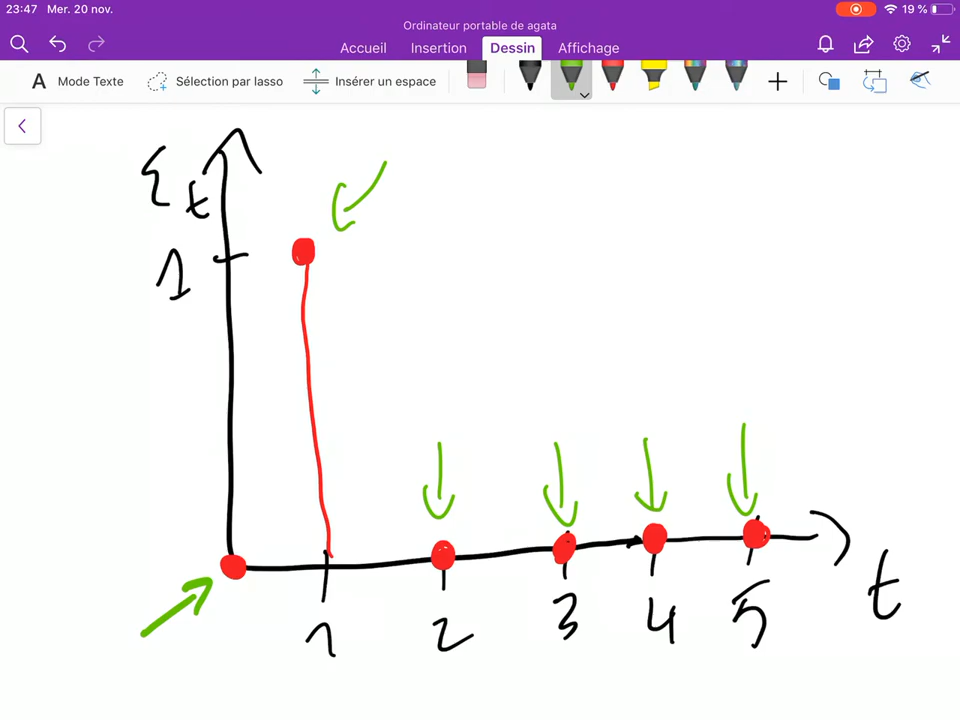 23:47 Mer. 20 nov. 19 %
Ordinateur portable de agata
Accueil Insertion Dessin Affichage
A Mode Texte Sélection par lasso Insérer un espace
Σt
1
1 2 3 4 5 t